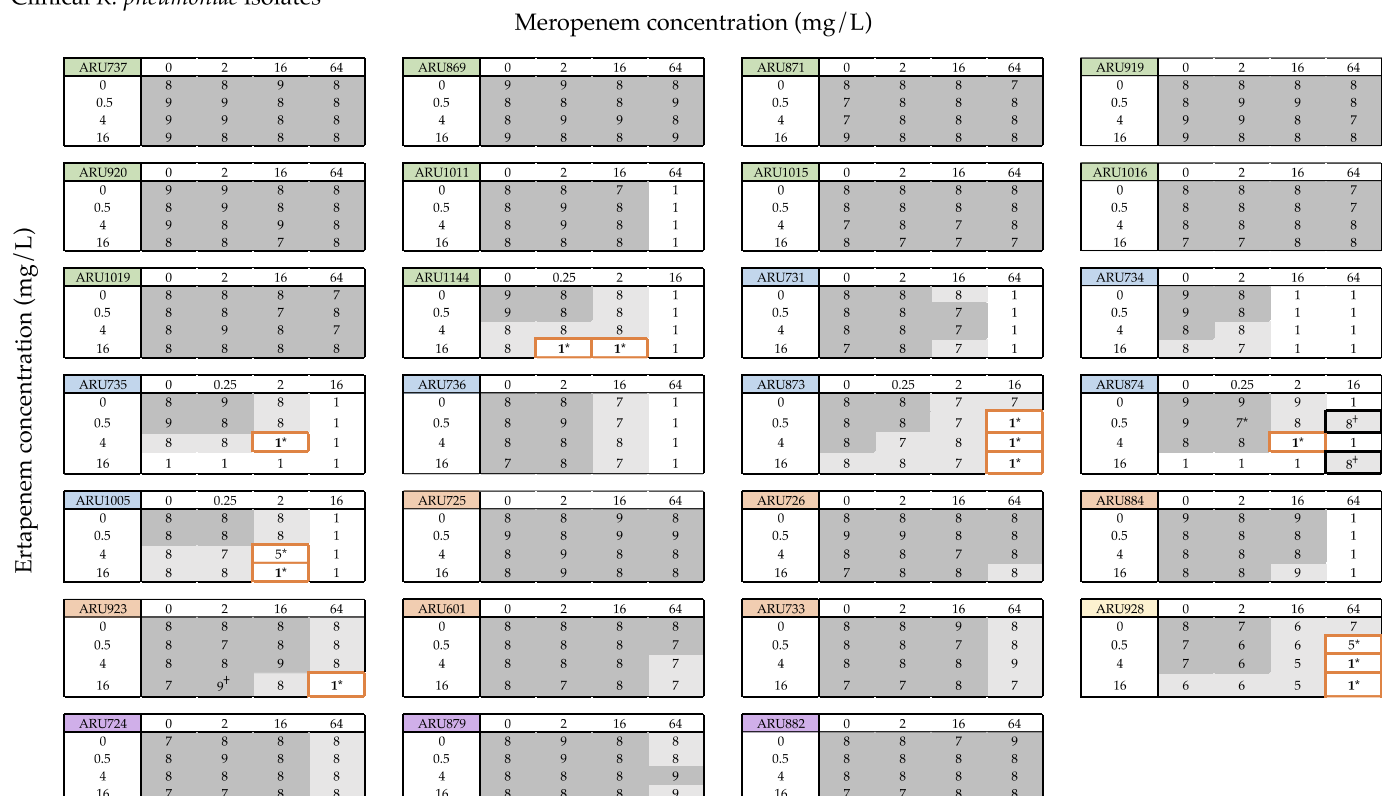 Clinical K. pneumoniae isolates
Meropenem concentration (mg/L)
Ertapenem concentration (mg/L)
ARU737 0 2 16 64
0 8 8 9 8
0.5 9 9 8 8
4 9 8 8 8
16 9 8 8 8
ARU869 0 2 16 64
0 9 9 8 8
0.5 8 8 8 9
4 8 9 9 8
16 9 8 8 9
ARU871 0 2 16 64
0 8 8 8 7
0.5 7 8 8 8
4 7 8 8 8
16 9 8 8 8
ARU919 0 2 16 64
0 8 8 8 8
0.5 8 9 9 8
4 9 9 8 7
16 9 8 8 8
ARU920 0 2 16 64
0 9 9 8 8
0.5 8 9 8 8
4 9 8 9 8
16 8 8 7 8
ARU1011 0 2 16 64
0 8 8 7 1
0.5 8 8 8 1
4 8 9 8 1
16 8 8 8 1
ARU1015 0 2 16 64
0 8 8 8 8
0.5 8 8 8 8
4 7 8 7 8
16 8 7 7 7
ARU1016 0 2 16 64
0 8 8 8 7
0.5 8 8 8 7
4 8 8 8 8
16 7 7 8 8
ARU1019 0 2 16 64
0 8 8 8 7
0.5 8 8 7 8
4 8 9 8 7
16 8 8 8 8
ARU1144 0 0.25 2 16
0 9 8 8 1
0.5 9 8 8 1
4 8 8 8 1
16 8 1* 1* 1
ARU731 0 2 16 64
0 8 8 8 1
0.5 8 8 7 1
4 8 8 7 1
16 7 8 7 1
ARU734 0 2 16 64
0 9 8 1 1
0.5 9 8 1 1
4 8 8 1 1
16 8 7 1 1
ARU735 0 0.25 2 16
0 8 9 8 1
0.5 9 8 8 1
4 8 8 1* 1
16 1 1 1 1
ARU736 0 2 16 64
0 8 8 7 1
0.5 8 9 7 1
4 8 8 7 1
16 7 8 7 1
ARU873 0 0.25 2 16
0 8 8 7 7
0.5 8 8 7 1*
4 8 7 8 1*
16 8 8 7 1*
ARU874 0 0.25 2 16
0 9 9 9 1
0.5 9 7* 8 8†
4 8 8 1* 1
16 1 1 1 8†
ARU1005 0 0.25 2 16
0 8 8 8 1
0.5 8 8 8 1
4 8 7 5* 1
16 8 8 1* 1
ARU725 0 2 16 64
0 8 8 9 8
0.5 9 8 9 8
4 8 8 8 8
16 8 9 8 8
ARU726 0 2 16 64
0 8 8 8 8
0.5 9 9 8 8
4 8 8 8 7
16 7 8 8 8
ARU884 0 2 16 64
0 9 8 9 1
0.5 8 8 8 1
4 8 8 8 1
16 8 8 9 1
ARU923 0 2 16 64
0 8 8 8 8
0.5 8 7 8 8
4 8 8 9 8
16 7 9† 8 1*
ARU601 0 2 16 64
0 8 8 8 8
0.5 8 8 8 7
4 8 8 8 7
16 8 7 8 7
ARU733 0 2 16 64
0 8 8 9 8
0.5 8 8 8 8
4 8 8 8 9
16 7 7 8 7
ARU928 0 2 16 64
0 8 7 6 7
0.5 7 6 6 5*
4 7 6 5 1*
16 6 6 5 1*
ARU724 0 2 16 64
0 7 8 8 8
0.5 8 9 8 8
4 8 8 8 8
16 7 7 8 8
ARU879 0 2 16 64
0 8 9 8 8
0.5 8 9 8 8
4 8 8 8 9
16 8 8 8 9
ARU882 0 2 16 64
0 8 8 7 9
0.5 8 8 8 8
4 8 8 8 8
16 7 7 8 8